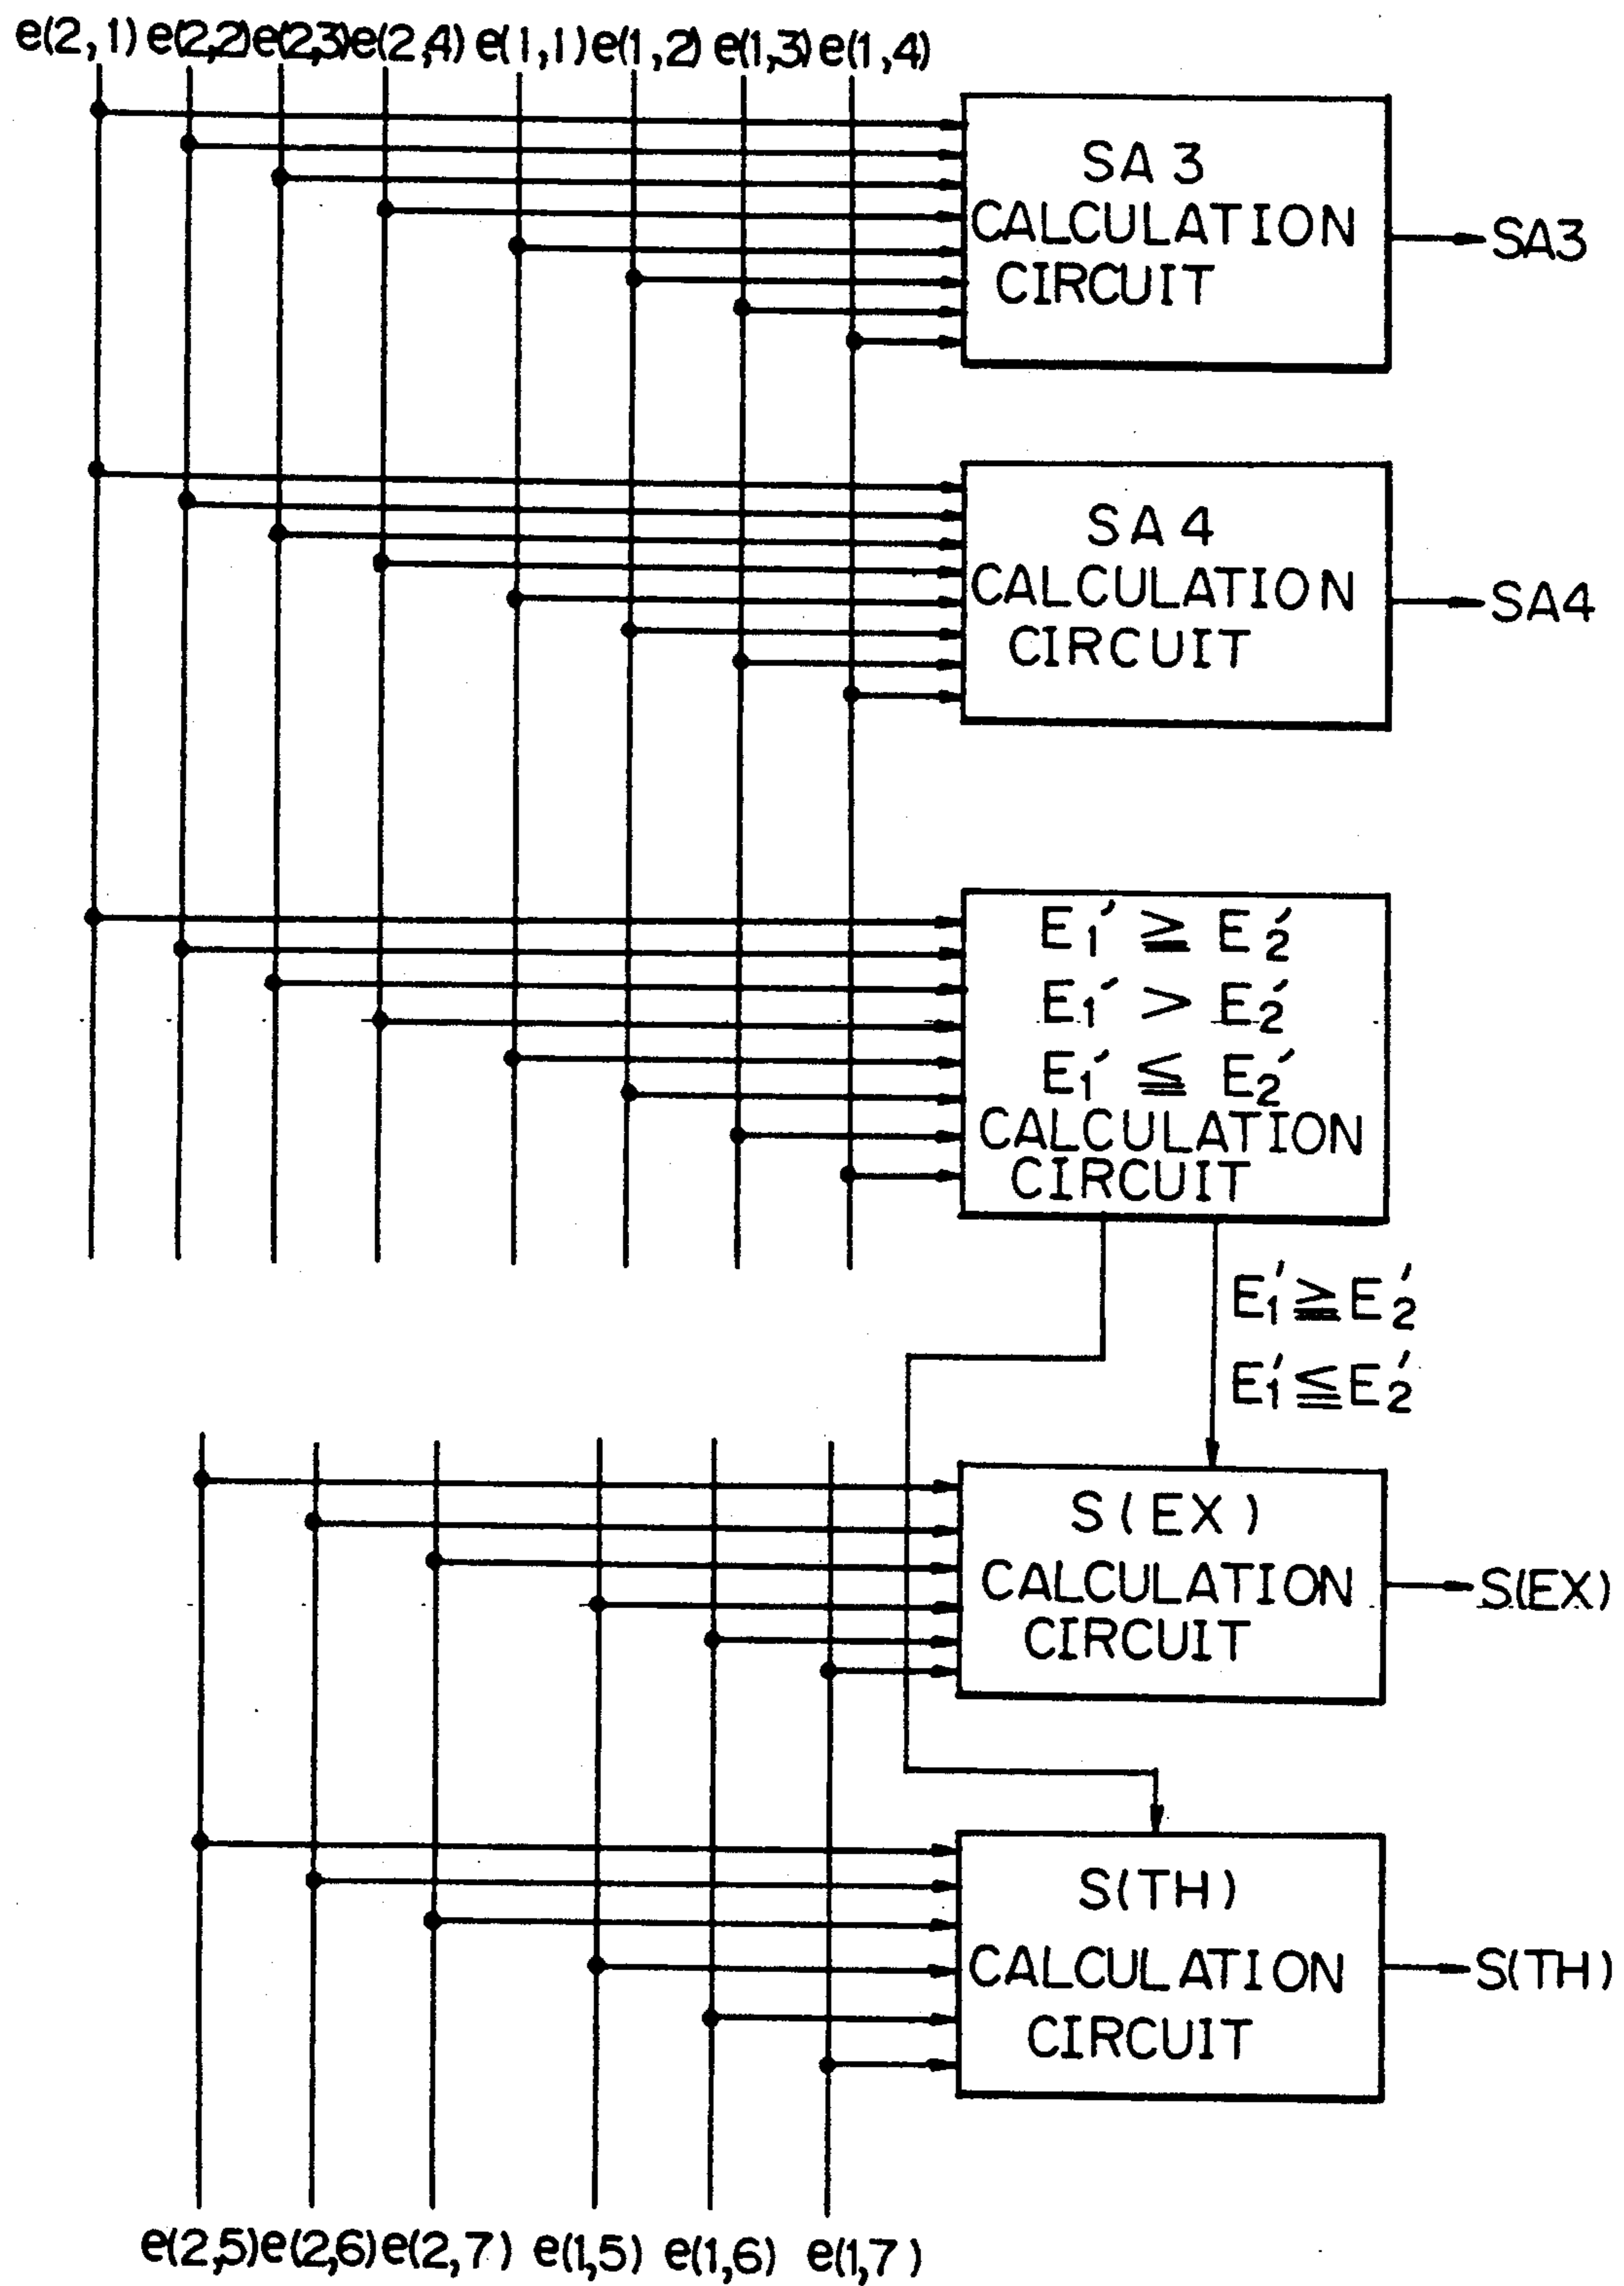 e(2,1) e(2,2) e(2,3) e(2,4) e(1,1) e(1,2) e(1,3) e(1,4)
SA3
CALCULATION
CIRCUIT
SA3
SA4
CALCULATION
CIRCUIT
SA4
E1' ≧ E2'
E1' > E2'
E1' ≦ E2'
CALCULATION
CIRCUIT
E1' ≧ E2'
E1' ≦ E2'
S(EX)
CALCULATION
CIRCUIT
S(EX)
S(TH)
CALCULATION
CIRCUIT
S(TH)
e(2,5) e(2,6) e(2,7) e(1,5) e(1,6) e(1,7)